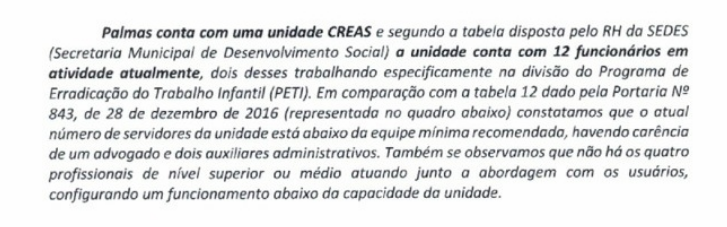 Palmas conta com uma unidade CREAS e segundo a tabela disposta pelo RH da SEDES
(Secretaria Municipal de Desenvolvimento Social) a unidade conta com 12 funcionários em
atividade atualmente, dois desses trabalhando especificamente na divisão do Programa de
Erradicação do Trabalho Infantil (PETI). Em comparação com a tabela 12 dado pela Portaria Nº
843, de 28 de dezembro de 2016 (representada no quadro abaixo) constatamos que o atual
número de servidores da unidade está abaixo da equipe mínima recomendada, havendo carência
de um advogado e dois auxiliares administrativos. Também se observamos que não há os quatro
profissionais de nível superior ou médio atuando junto a abordagem com os usuários,
configurando um funcionamento abaixo da capacidade da unidade.